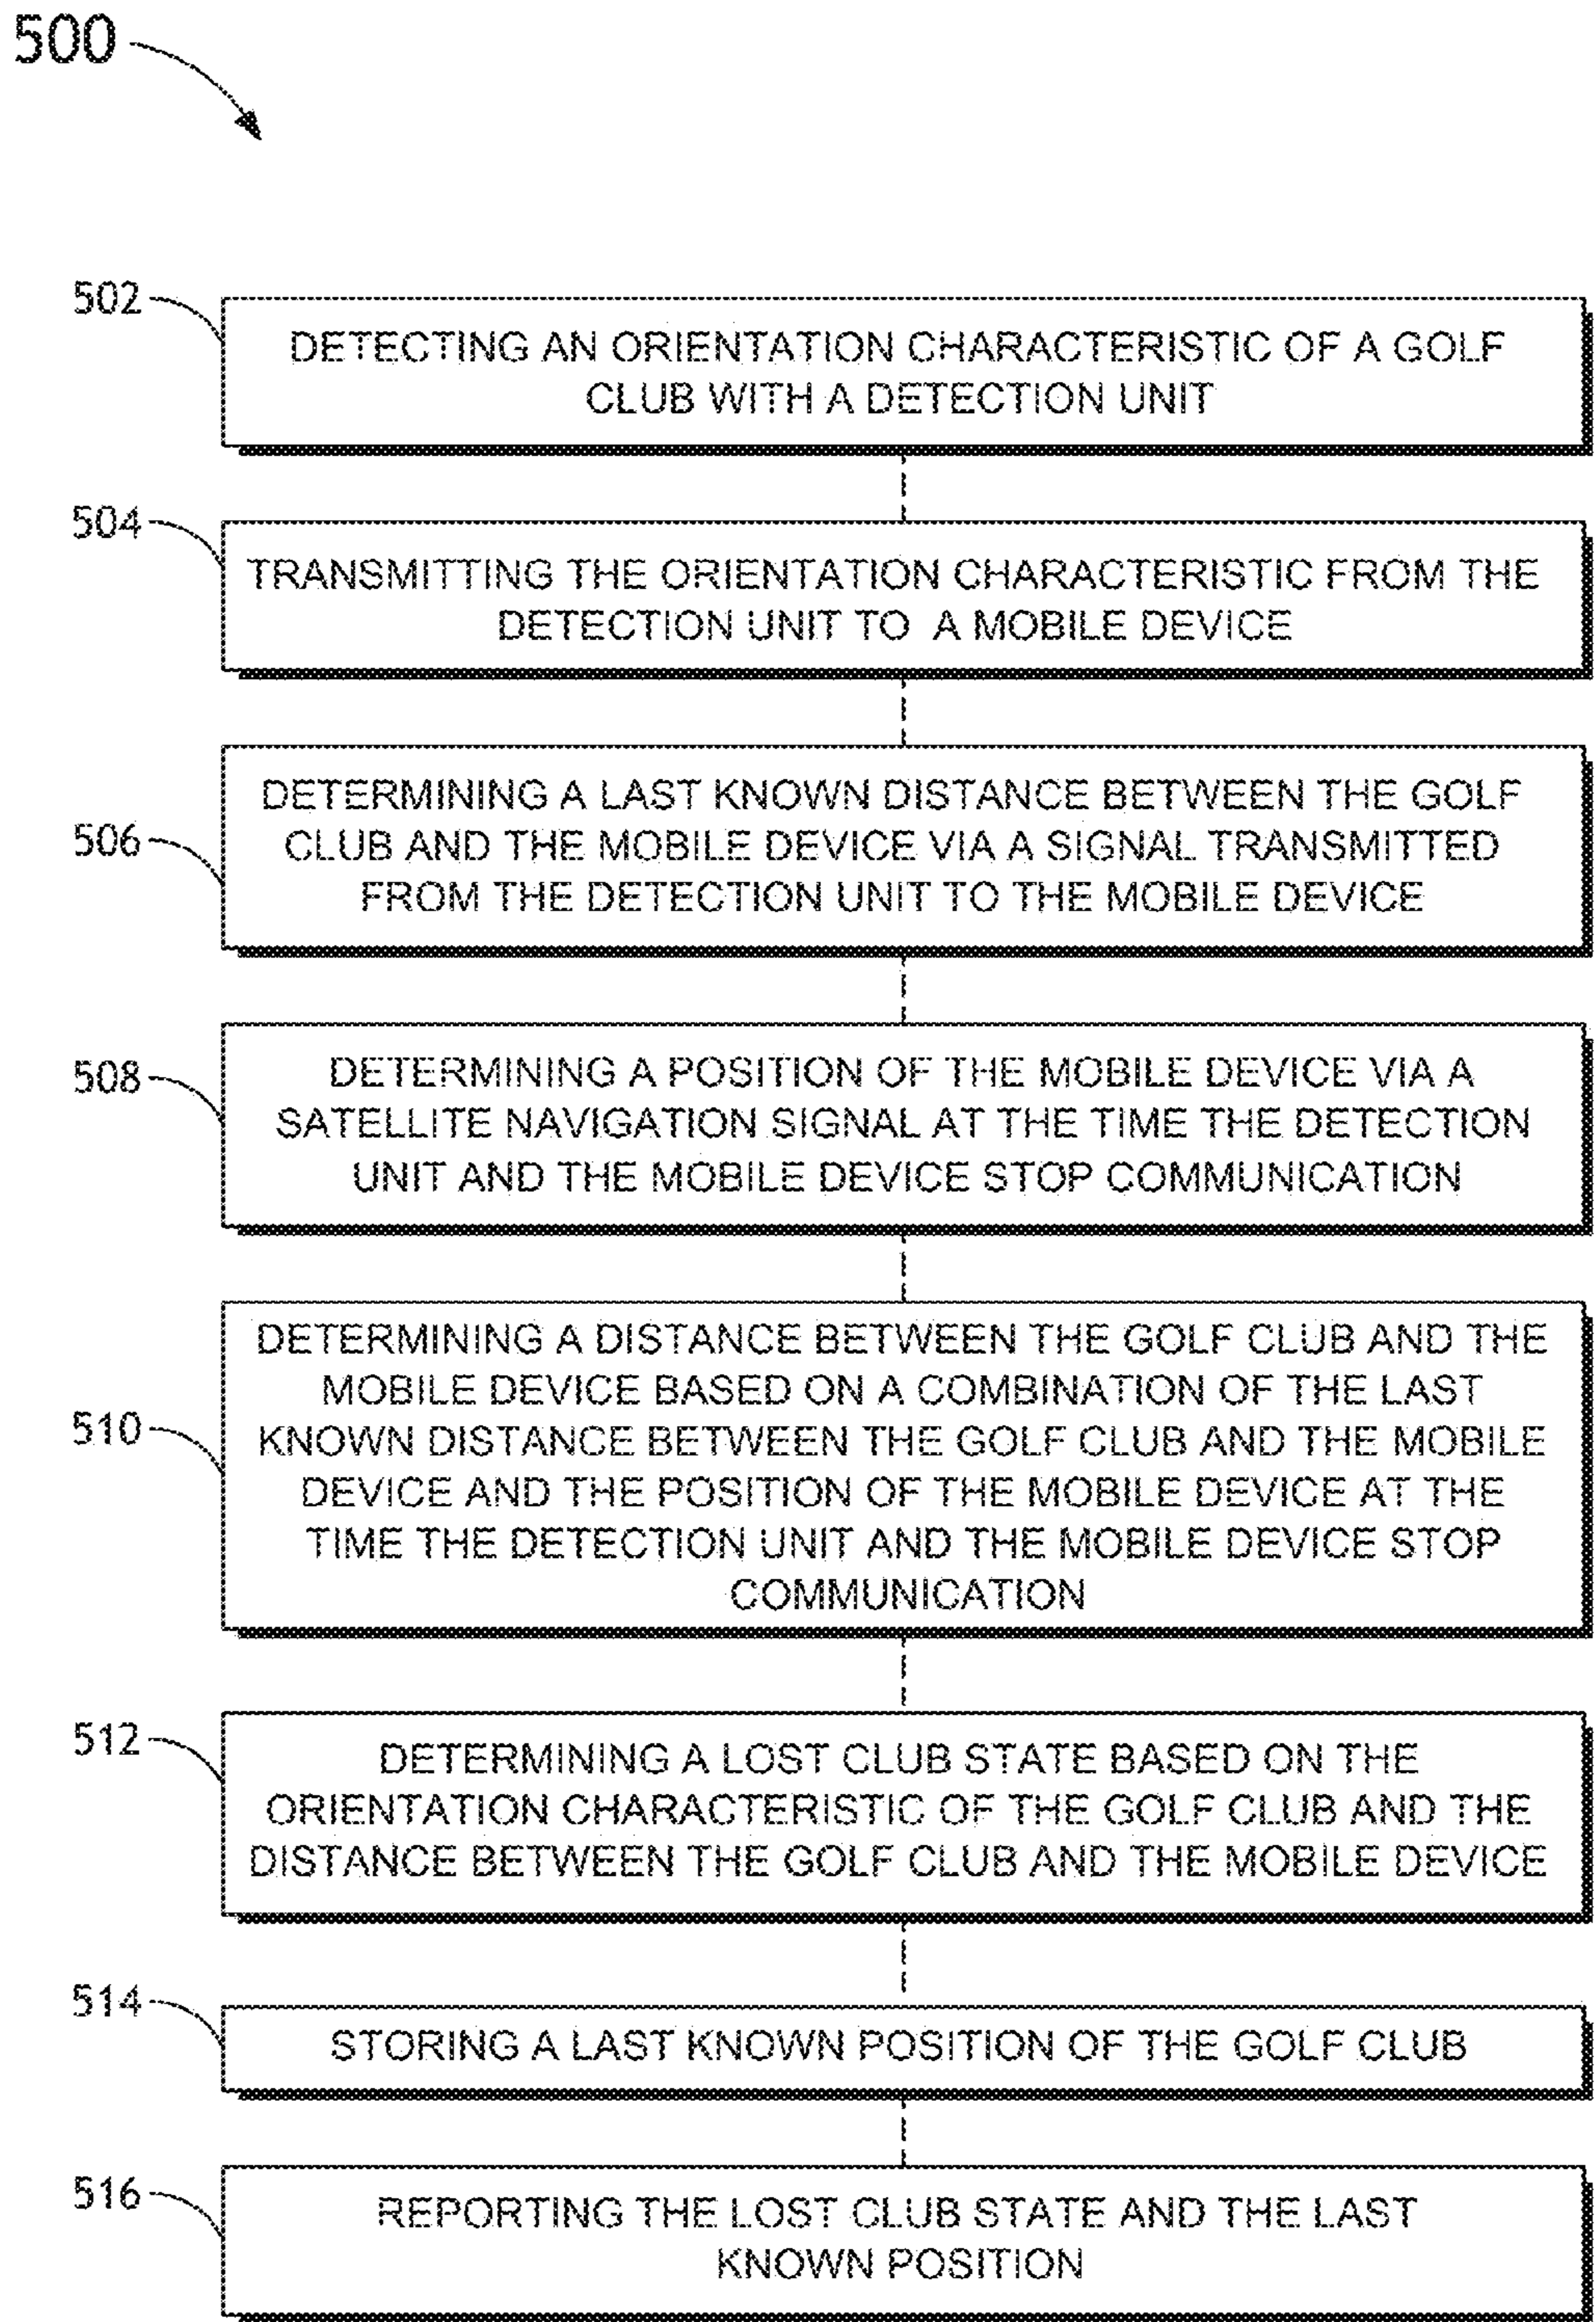 500
502
DETECTING AN ORIENTATION CHARACTERISTIC OF A GOLF
CLUB WITH A DETECTION UNIT
504
TRANSMITTING THE ORIENTATION CHARACTERISTIC FROM THE
DETECTION UNIT TO A MOBILE DEVICE
506
DETERMINING A LAST KNOWN DISTANCE BETWEEN THE GOLF
CLUB AND THE MOBILE DEVICE VIA A SIGNAL TRANSMITTED
FROM THE DETECTION UNIT TO THE MOBILE DEVICE
508
DETERMINING A POSITION OF THE MOBILE DEVICE VIA A
SATELLITE NAVIGATION SIGNAL AT THE TIME THE DETECTION
UNIT AND THE MOBILE DEVICE STOP COMMUNICATION
510
DETERMINING A DISTANCE BETWEEN THE GOLF CLUB AND THE
MOBILE DEVICE BASED ON A COMBINATION OF THE LAST
KNOWN DISTANCE BETWEEN THE GOLF CLUB AND THE MOBILE
DEVICE AND THE POSITION OF THE MOBILE DEVICE AT THE
TIME THE DETECTION UNIT AND THE MOBILE DEVICE STOP
COMMUNICATION
512
DETERMINING A LOST CLUB STATE BASED ON THE
ORIENTATION CHARACTERISTIC OF THE GOLF CLUB AND THE
DISTANCE BETWEEN THE GOLF CLUB AND THE MOBILE DEVICE
514
STORING A LAST KNOWN POSITION OF THE GOLF CLUB
516
REPORTING THE LOST CLUB STATE AND THE LAST
KNOWN POSITION